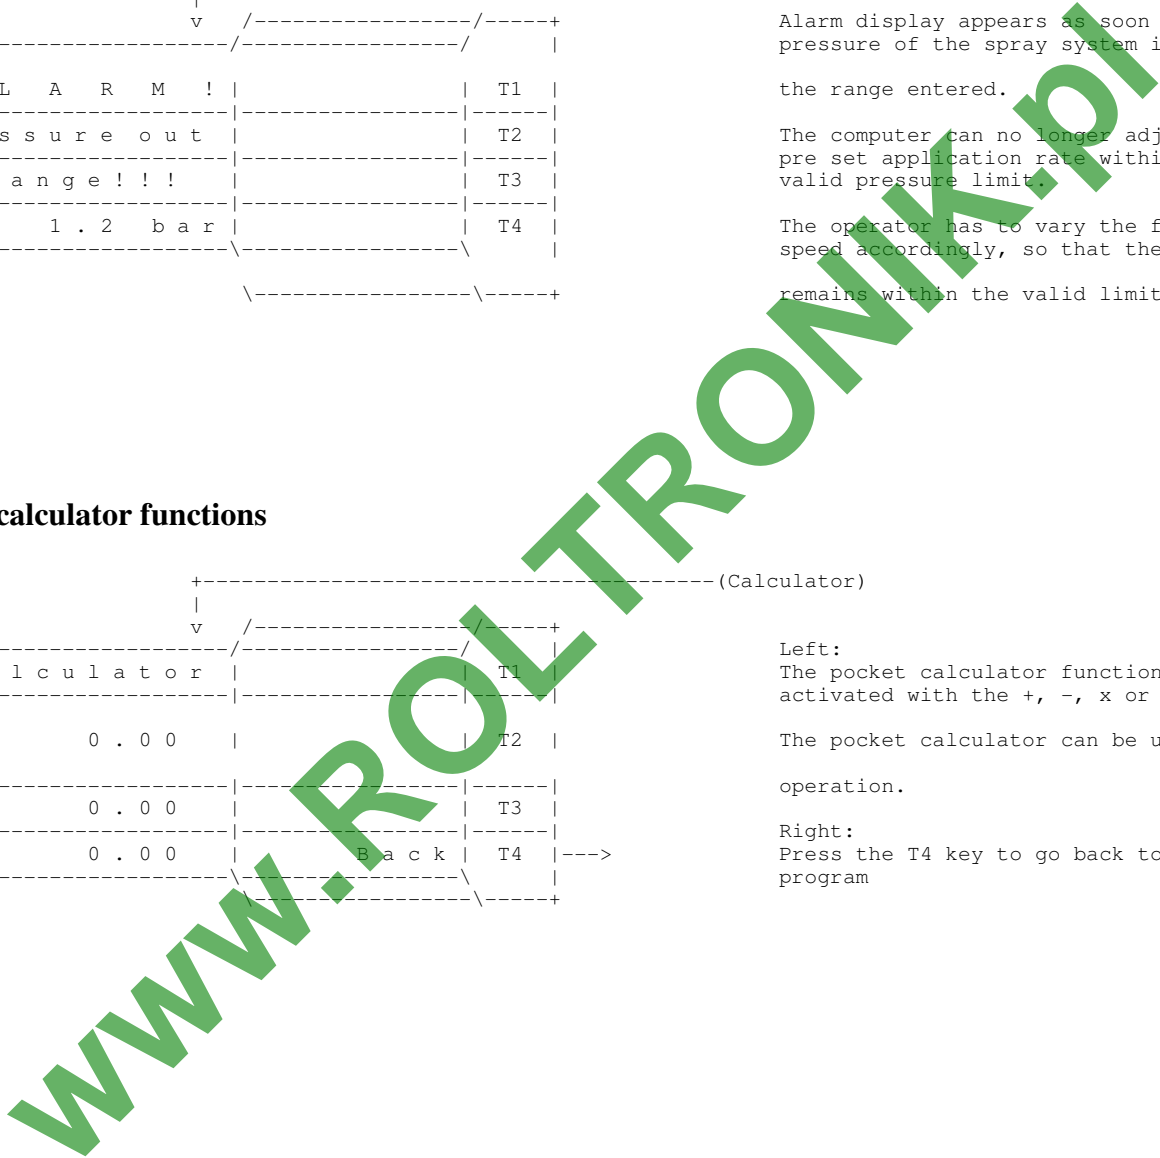 v /-----------------/-----+ Alarm display appears as soon
------------------/-----------------/ | pressure of the spray system i
L A R M ! | | T1 | the range entered.
------------------|-----------------|------|
s s u r e o u t | | T2 | The computer can no longer adj
------------------|-----------------|------| pre set application rate withi
a n g e ! ! ! | | T3 | valid pressure limit.
------------------|-----------------|------|
1 . 2 b a r | | T4 | The operator has to vary the f
------------------\-----------------\ | speed accordingly, so that the
\-----------------\-----+ remains within the valid limit
calculator functions
+----------------------------------------(Calculator)
|
v /-----------------/-----+
------------------/-----------------/ | Left:
l c u l a t o r | | T1 | The pocket calculator function
------------------|-----------------|------| activated with the +, -, x or
0 . 0 0 | | T2 | The pocket calculator can be u
------------------|-----------------|------| operation.
0 . 0 0 | | T3 |
------------------|-----------------|------| Right:
0 . 0 0 | B a c k | T4 |---> Press the T4 key to go back to
------------------\-----------------\ | program
\-----------------\-----+
www.ROLTRONIK.pl